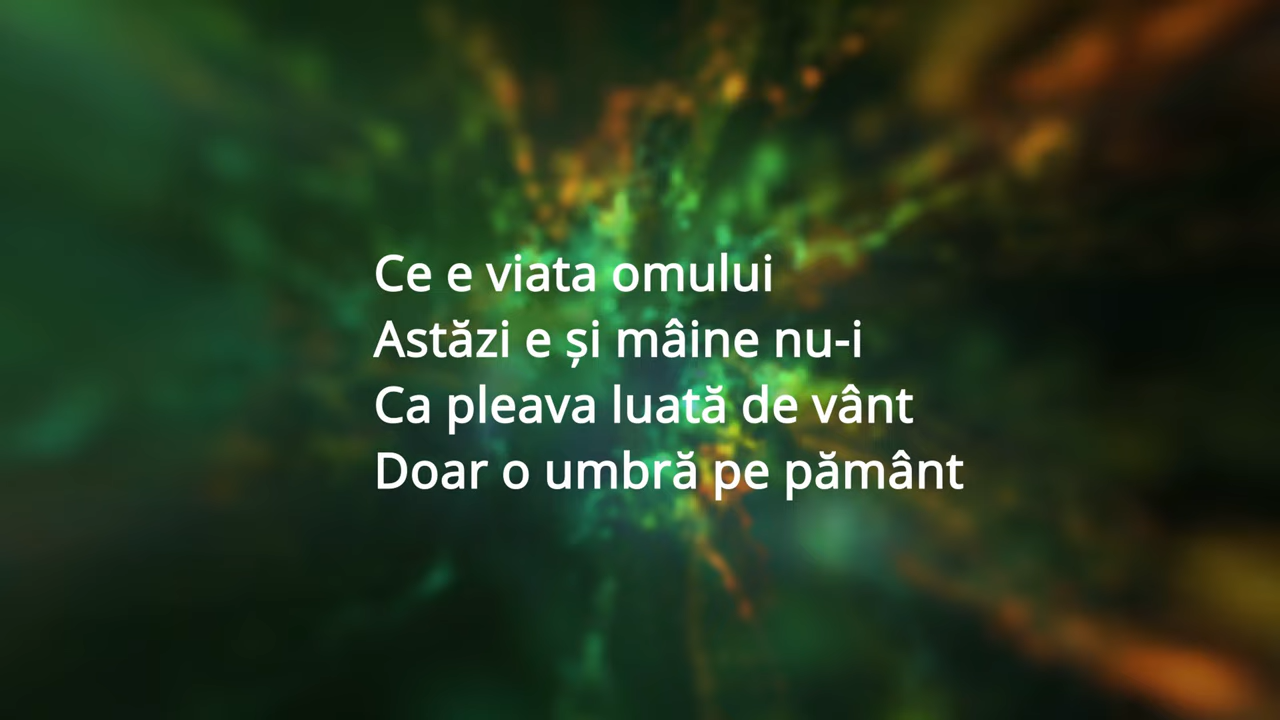 Ce e viata omului
Astăzi e și mâine nu-i
Ca pleava luată de vânt
Doar o umbră pe pământ